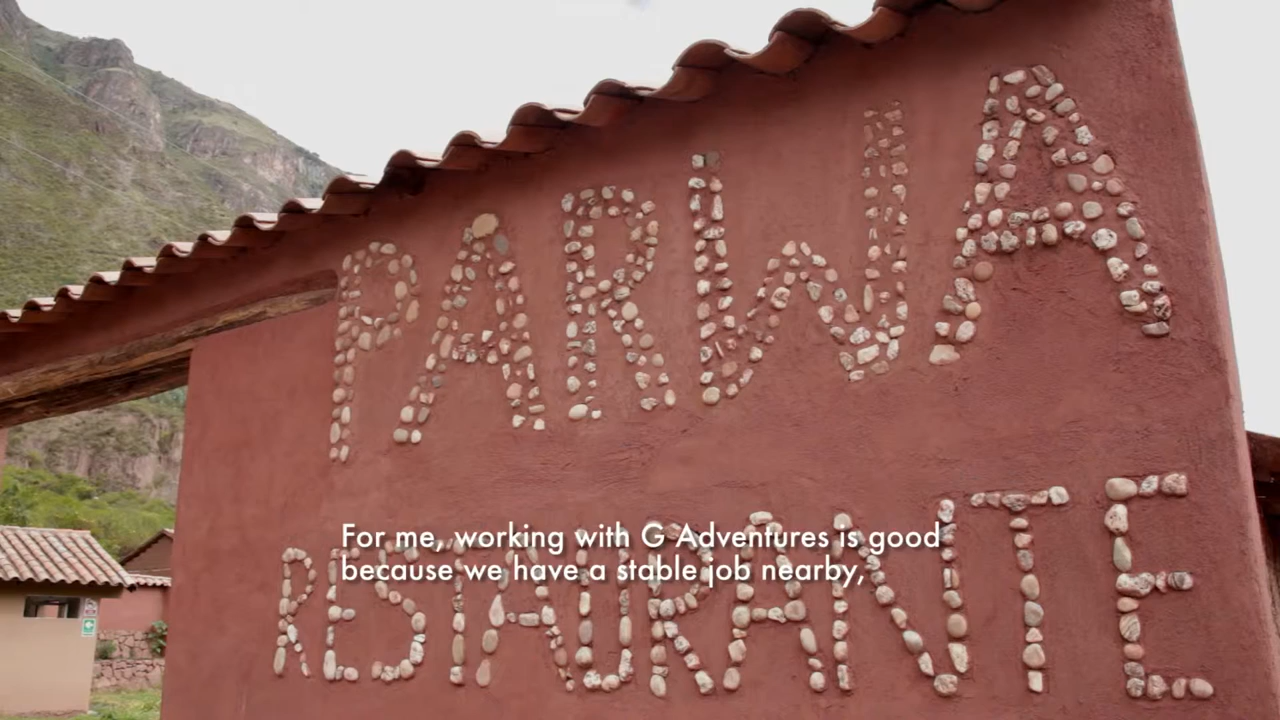 PARWA
RESTAURANTE
For me, working with G Adventures is good
because we have a stable job nearby,